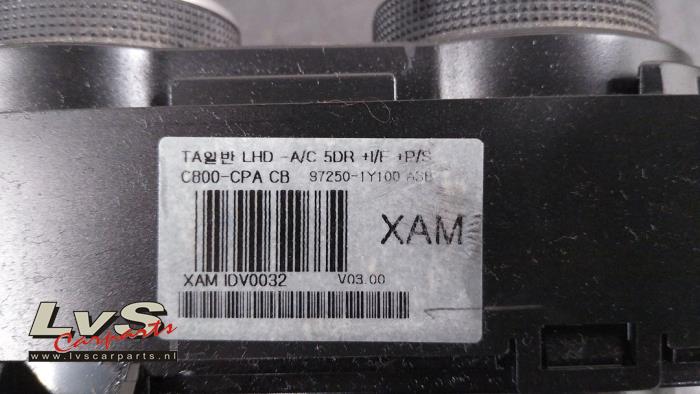 TA일반 LHD -A/C 5DR +I/F +P/S
C800-CPA CB 97250-1Y100 ASB
XAM
XAM IDV0032 V03.00
LvS
Carparts
www.lvscarparts.nl